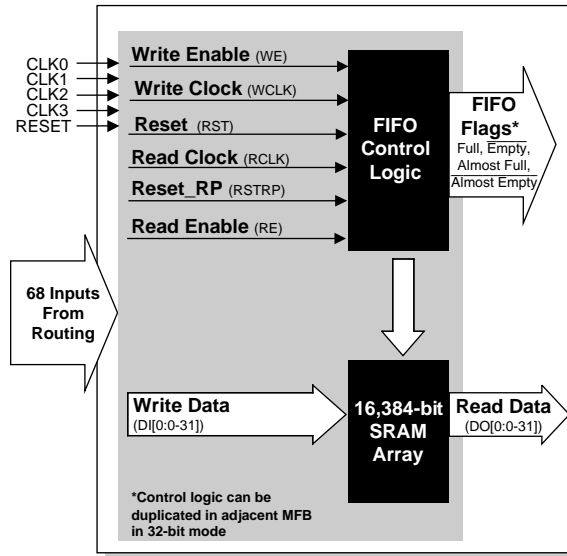 CLK0
CLK1
CLK2
CLK3
RESET
Write Enable (WE)
Write Clock (WCLK)
Reset (RST)
Read Clock (RCLK)
Reset_RP (RSTRP)
Read Enable (RE)
FIFO
Control
Logic
FIFO
Flags*
Full, Empty,
Almost Full,
Almost Empty
68 Inputs
From
Routing
Write Data
(DI[0:0-31])
16,384-bit
SRAM
Array
Read Data
(DO[0:0-31])
*Control logic can be
duplicated in adjacent MFB
in 32-bit mode